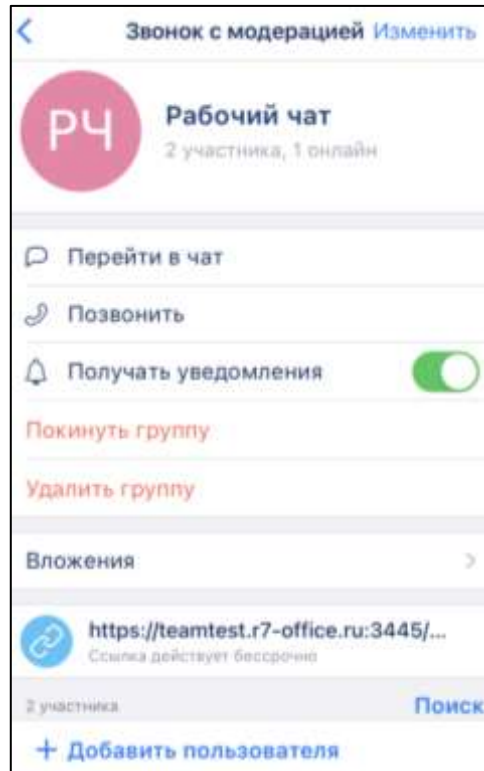 Звонок с модерацией Изменить
РЧ
Рабочий чат
2 участника, 1 онлайн
Перейти в чат
Позвонить
Получать уведомления
Покинуть группу
Удалить группу
Вложения
https://teamtest.r7-office.ru:3445/...
Ссылка действует бессрочно
2 участника Поиск
+ Добавить пользователя